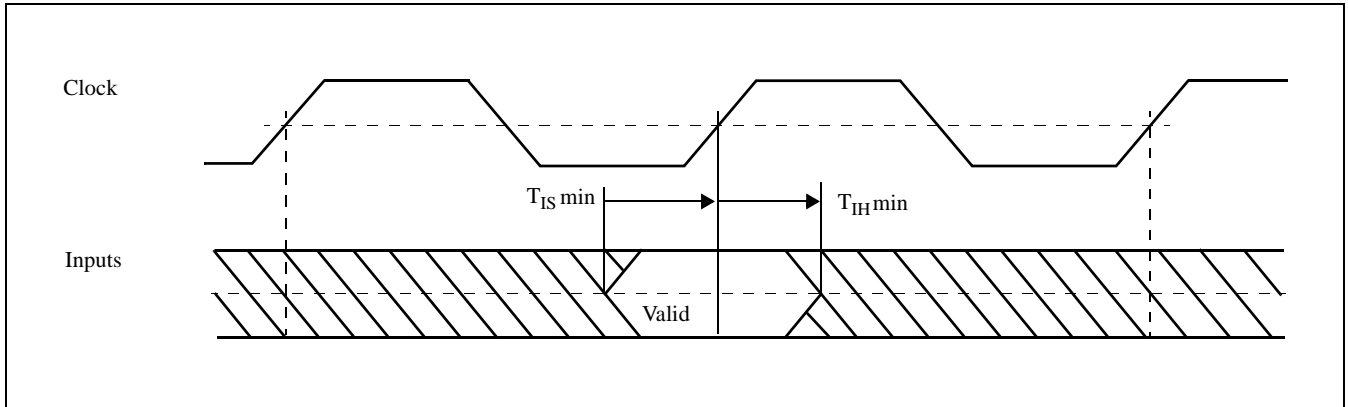 Clock
T_IS min
T_IH min
Inputs
Valid